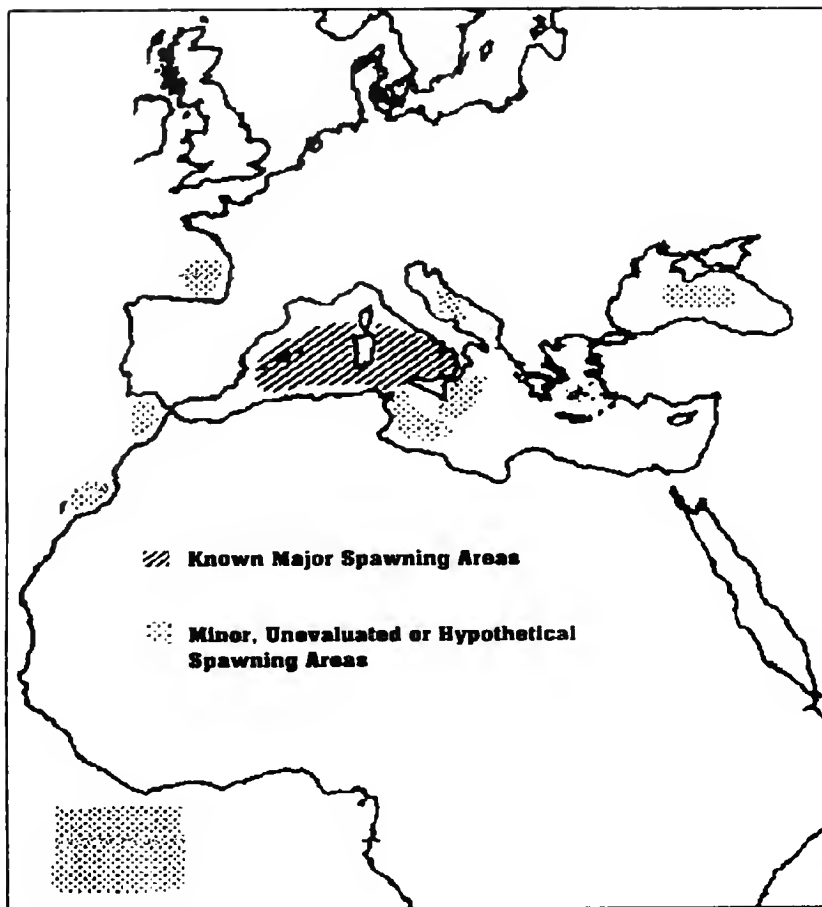 Known Major Spawning Areas
Minor, Unevaluated or Hypothetical
Spawning Areas